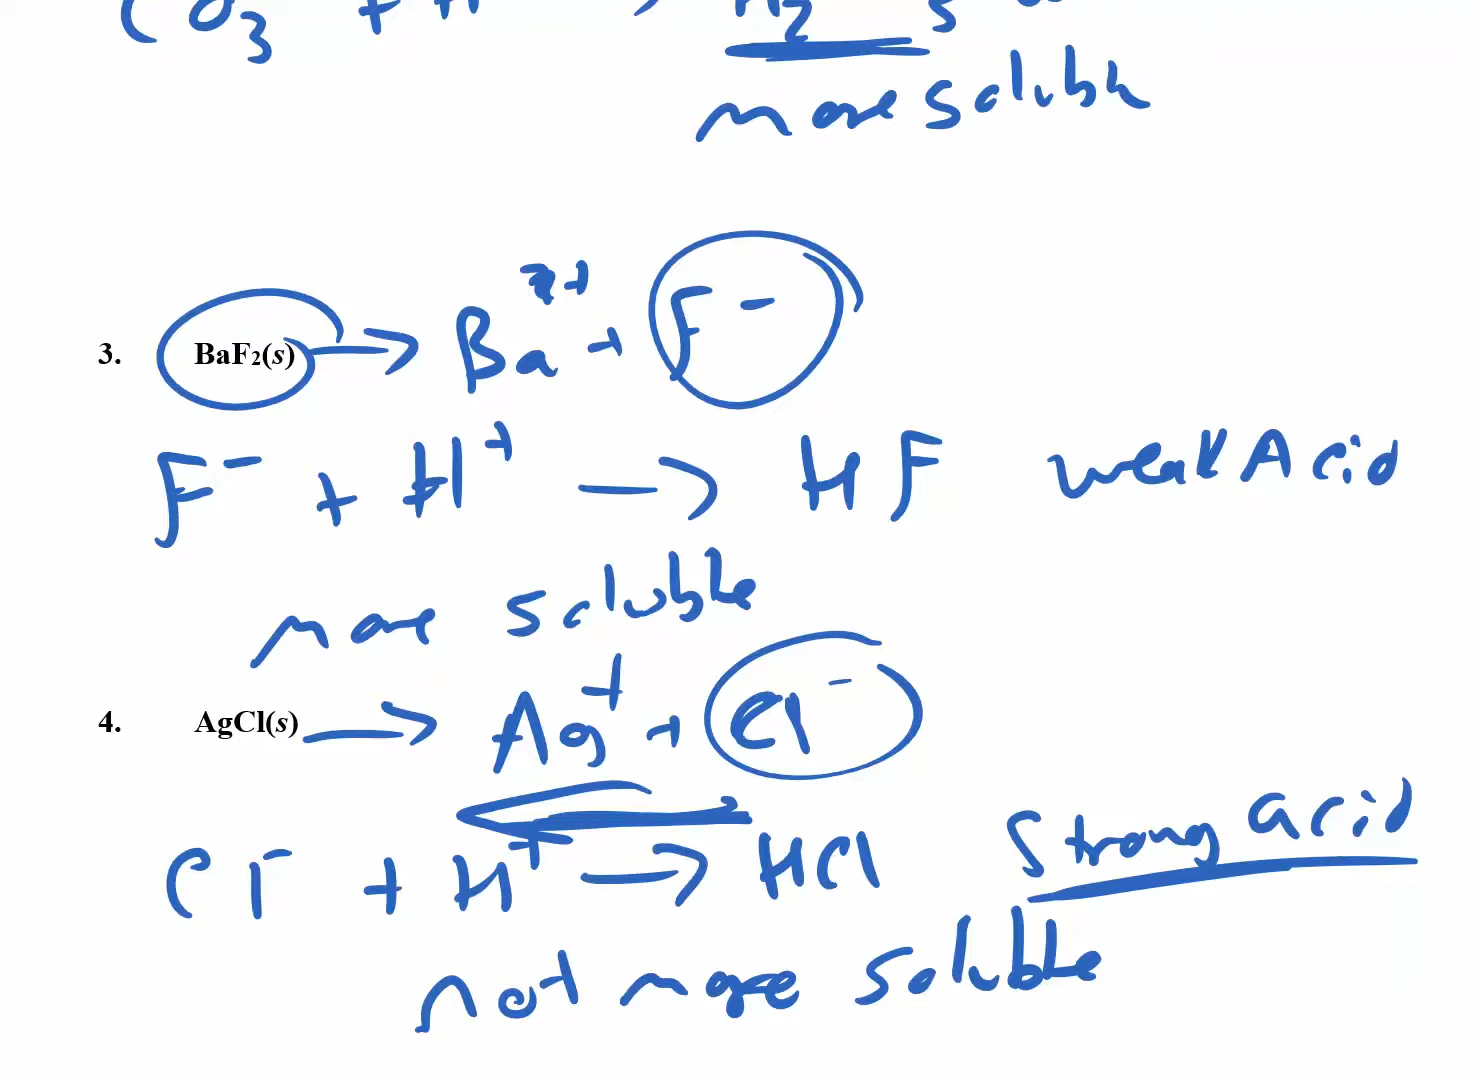 CO3 + H
more soluble
3. BaF2(s) → Ba2+ + F-
F- + H+ → HF weak Acid
more soluble
4. AgCl(s) → Ag+ + Cl-
Cl- + H+ → HCl Strong acid
not more soluble